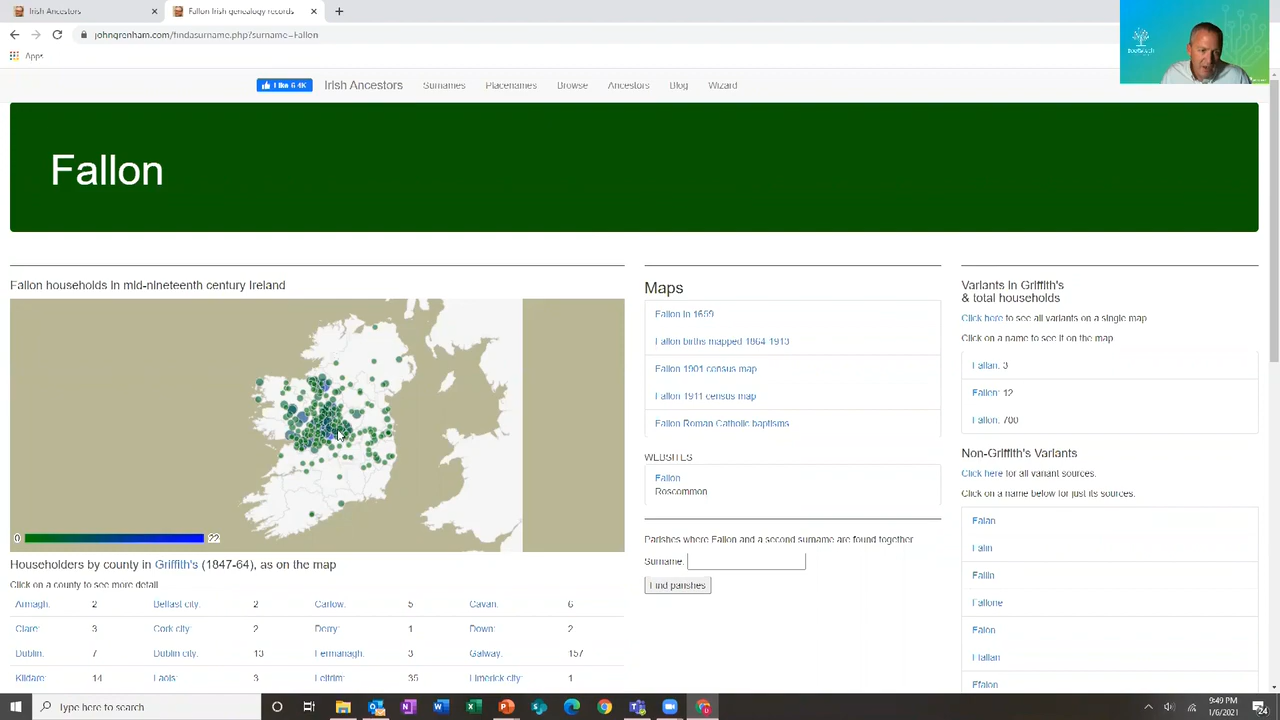 Irish Ancestors
Fallon Irish genealogy records
johngrenham.com/findasurname.php?surname=Fallon
Apps
Like 6.4K
Irish Ancestors
Surnames
Placenames
Browse
Ancestors
Blog
Wizard
Fallon
Fallon households in mid-nineteenth century Ireland
0
22
Householders by county in Griffith's (1847-64), as on the map
Click on a county to see more detail
Armagh: 2 Belfast city: 2 Carlow: 5 Cavan: 6
Clare: 3 Cork city: 2 Derry: 1 Down: 2
Dublin: 7 Dublin city: 13 Fermanagh: 3 Galway: 157
Kildare: 14 Laois: 3 Leitrim: 35 Limerick city: 1
Maps
Fallon in 1659
Fallon births mapped 1864-1913
Fallon 1901 census map
Fallon 1911 census map
Fallon Roman Catholic baptisms
WEBSITES
Fallon
Roscommon
Parishes where Fallon and a second surname are found together
Surname:
Find parishes
Variants in Griffith's
& total households
Click here to see all variants on a single map
Click on a name to see it on the map
Fallan: 3
Fallen: 12
Fallon: 700
Non-Griffith's Variants
Click here for all variant sources.
Click on a name below for just its sources.
Falan
Falin
Fallin
Fallone
Falon
Ffallan
Ffalon
Type here to search
9:49 PM
1/6/2021
24